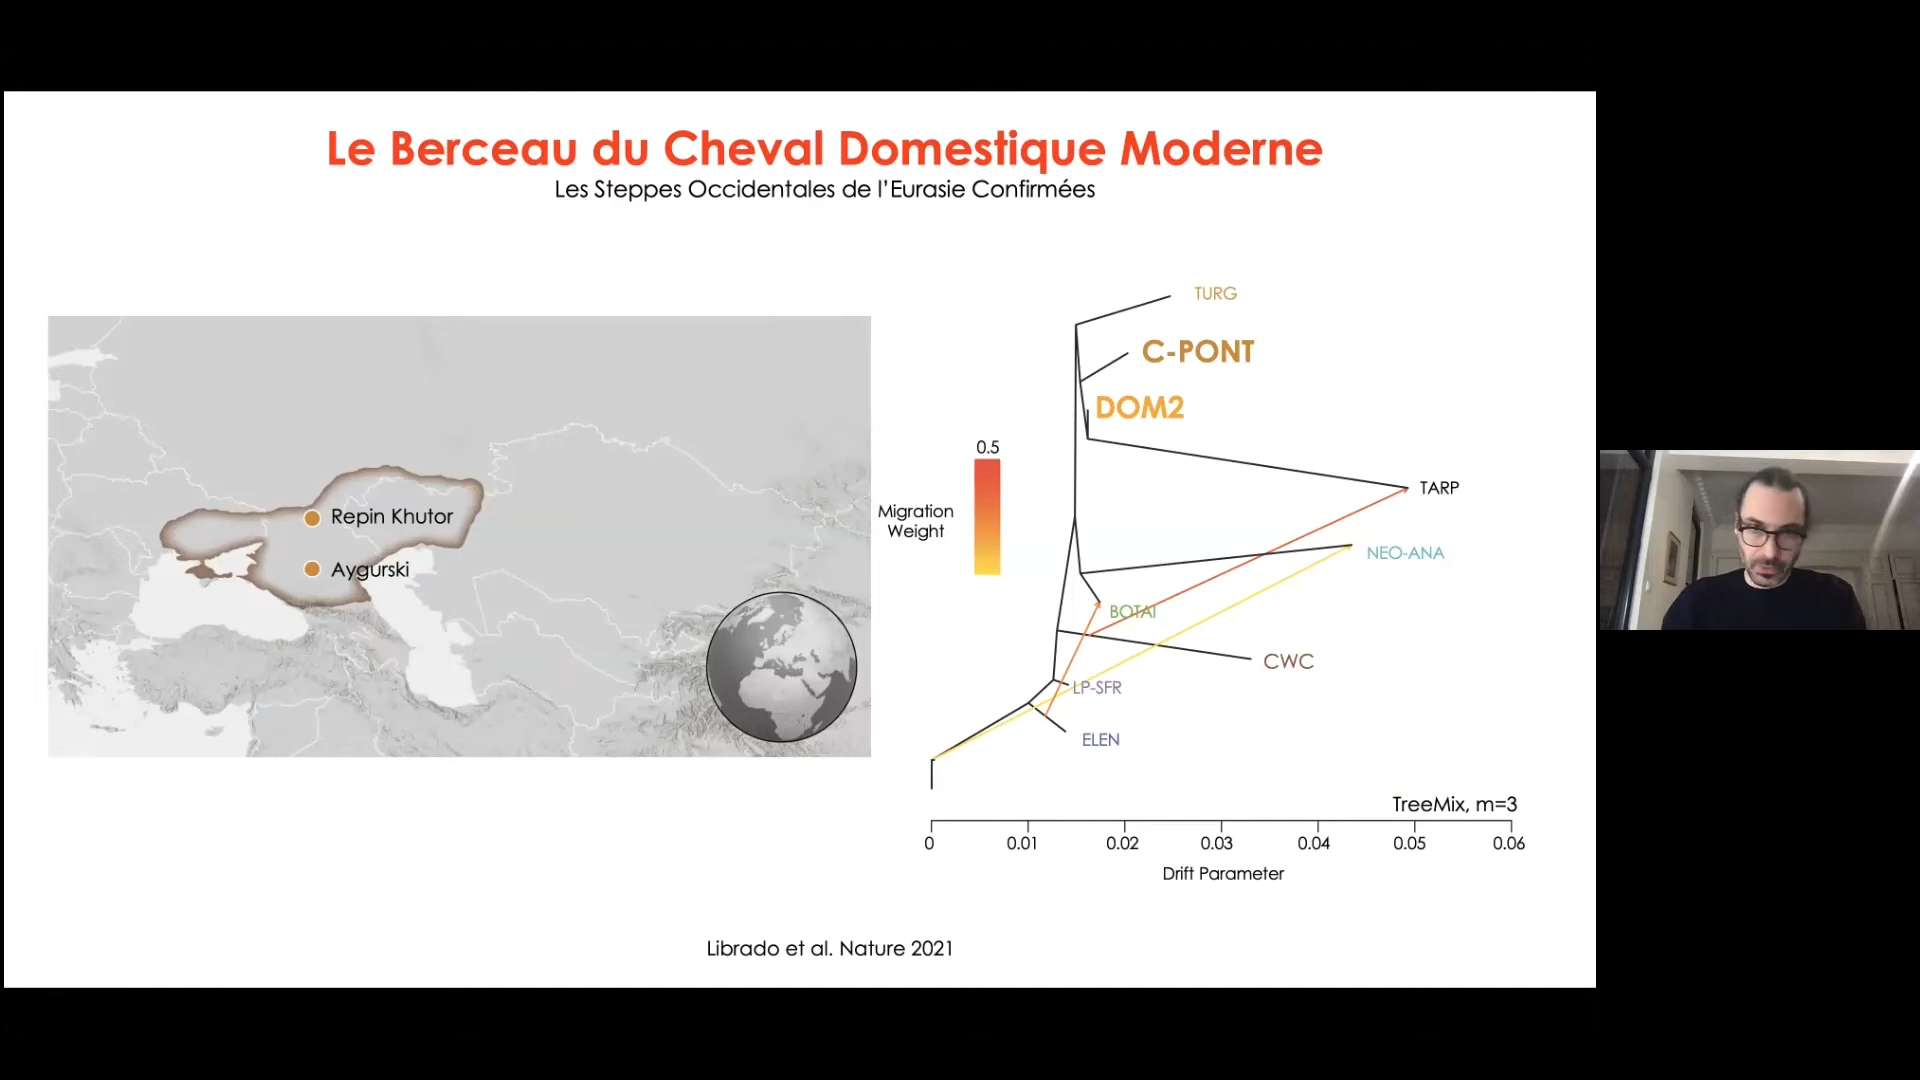 Le Berceau du Cheval Domestique Moderne
Les Steppes Occidentales de l'Eurasie Confirmées
Repin Khutor
Aygurski
0.5
Migration
Weight
TURG
C-PONT
DOM2
TARP
NEO-ANA
BOTAI
CWC
LP-SFR
ELEN
TreeMix, m=3
0 0.01 0.02 0.03 0.04 0.05 0.06
Drift Parameter
Librado et al. Nature 2021